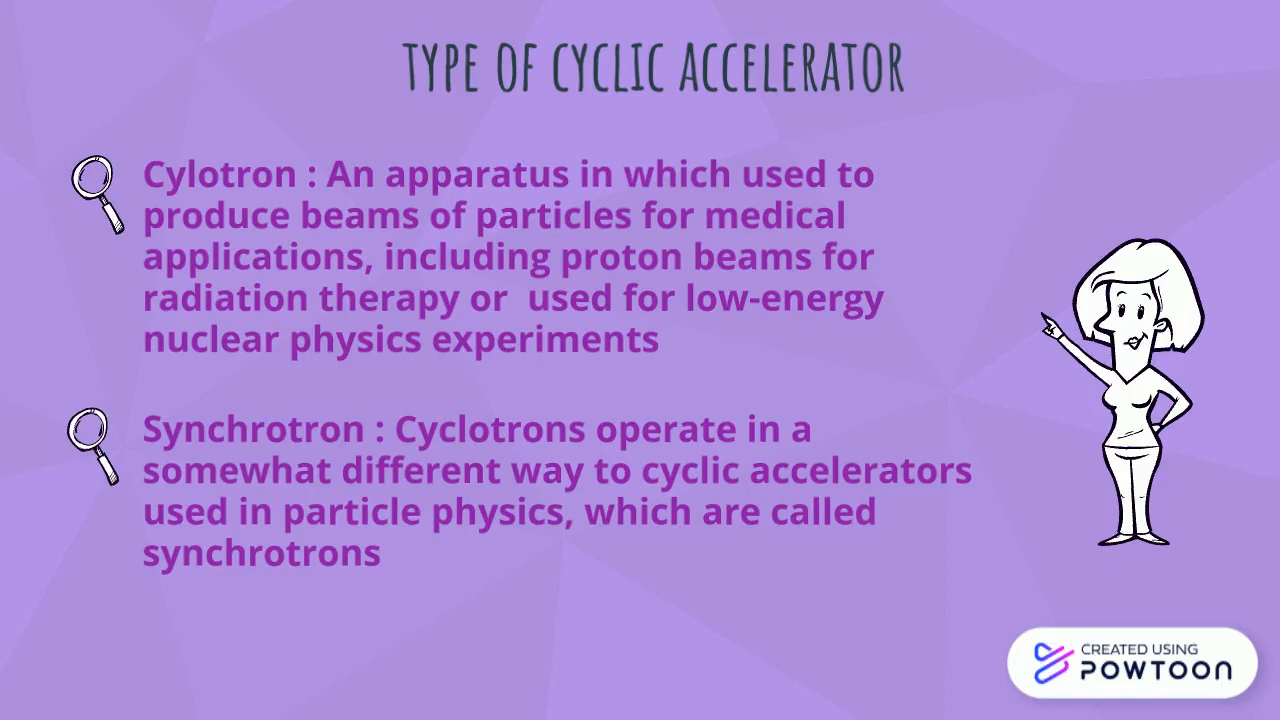 TYPE OF CYCLIC ACCELERATOR
Cylotron : An apparatus in which used to
produce beams of particles for medical
applications, including proton beams for
radiation therapy or  used for low-energy
nuclear physics experiments
Synchrotron : Cyclotrons operate in a
somewhat different way to cyclic accelerators
used in particle physics, which are called
synchrotrons
CREATED USING
POWTOON